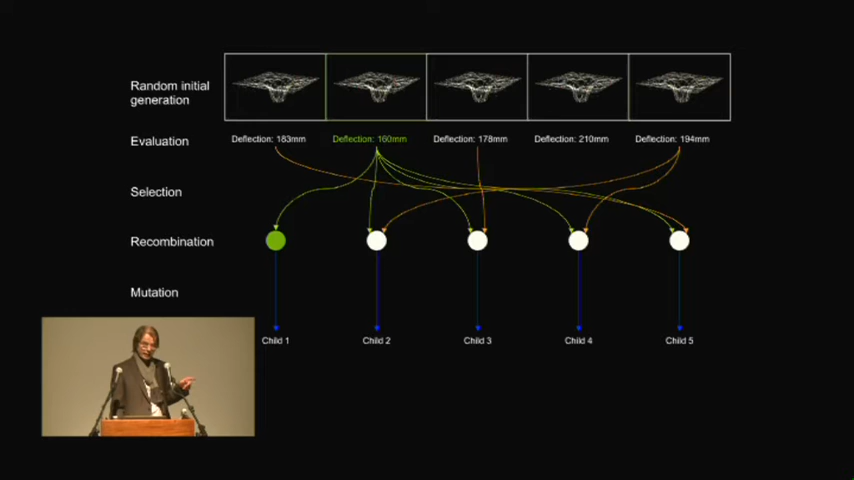 Random initial
generation
Evaluation
Deflection: 183mm
Deflection: 160mm
Deflection: 178mm
Deflection: 210mm
Deflection: 194mm
Selection
Recombination
Mutation
Child 1
Child 2
Child 3
Child 4
Child 5